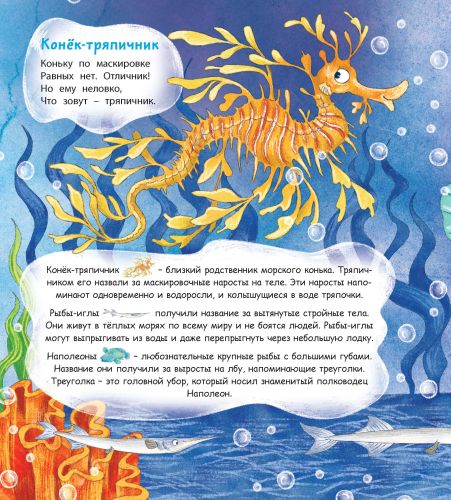 Конёк-тряпичник
Коньку по маскировке
Равных нет. Отличник!
Но ему неловко,
Что зовут – тряпичник.
Конёк-тряпичник – близкий родственник морского конька. Тряпич-
ником его назвали за маскировочные наросты на теле. Эти наросты напо-
минают одновременно и водоросли, и колышущиеся в воде тряпочки.
Рыбы-иглы получили название за вытянутые стройные тела.
Они живут в тёплых морях по всему миру и не боятся людей. Рыбы-иглы
могут выпрыгивать из воды и даже перепрыгнуть через небольшую лодку.
Наполеоны – любознательные крупные рыбы с большими губами.
Название они получили за выросты на лбу, напоминающие треуголки.
Треуголка – это головной убор, который носил знаменитый полководец
Наполеон.